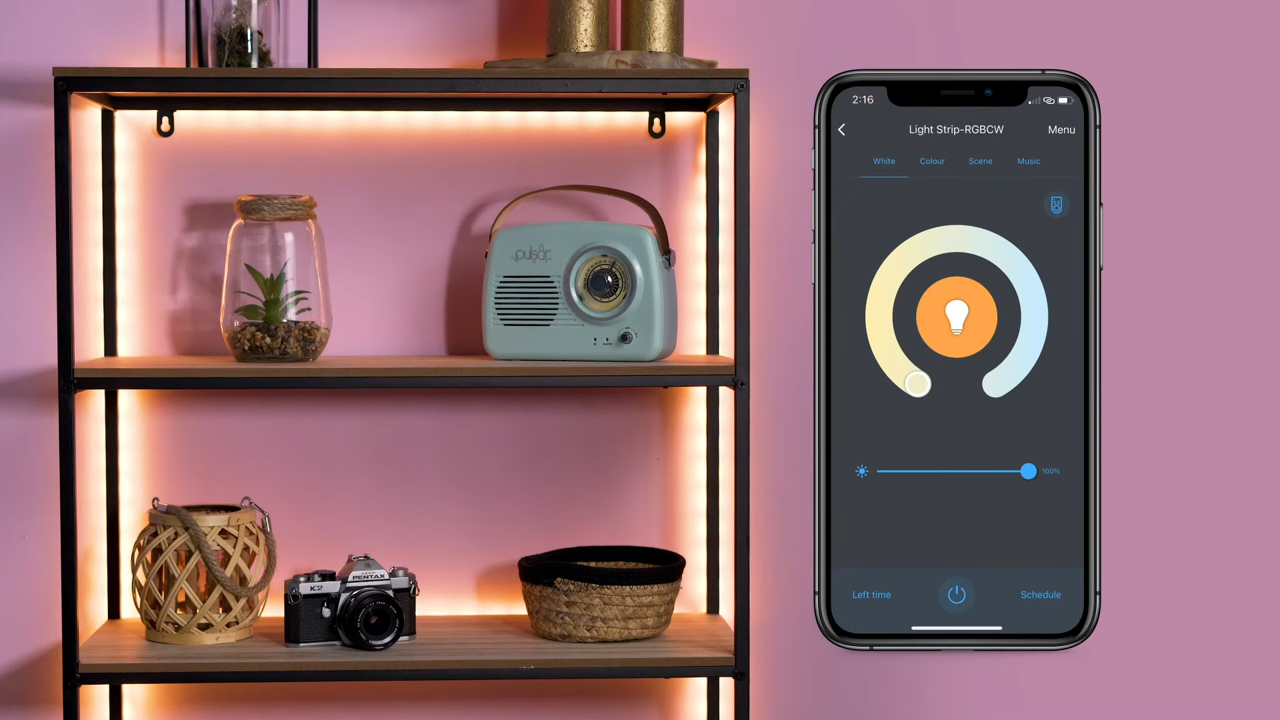 pulsar
PENTAX
K2
2:16
Light Strip-RGBCW
Menu
White
Colour
Scene
Music
100%
Left time
Schedule